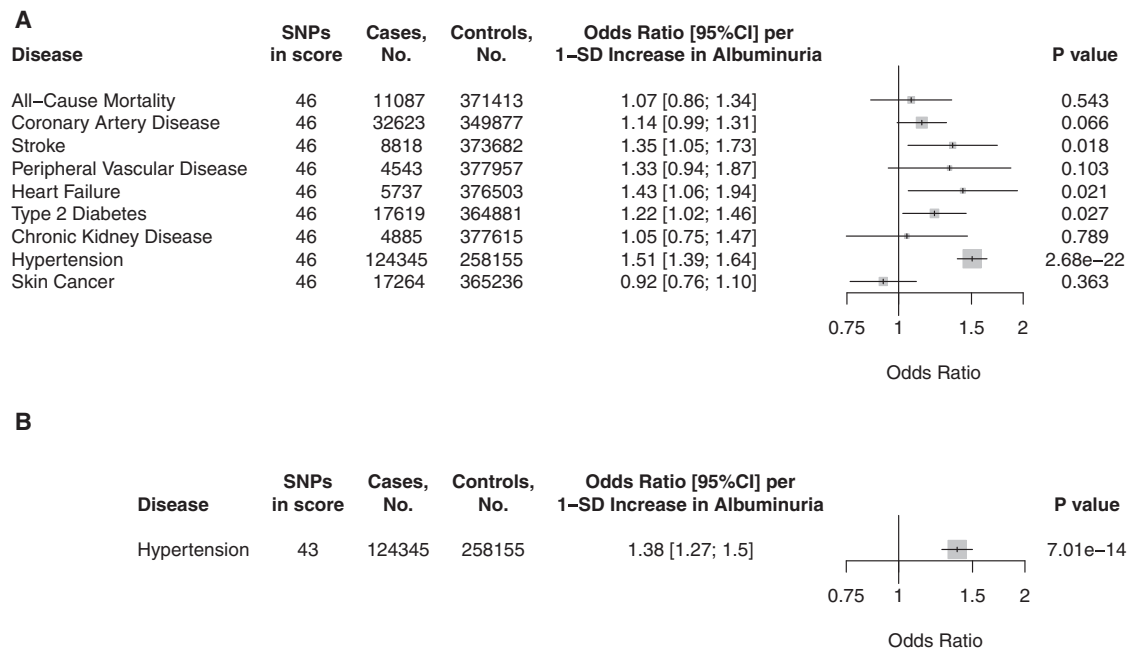 A
Disease SNPs in score Cases, No. Controls, No. Odds Ratio [95%CI] per 1−SD Increase in Albuminuria P value
All−Cause Mortality 46 11087 371413 1.07 [0.86; 1.34] 0.543
Coronary Artery Disease 46 32623 349877 1.14 [0.99; 1.31] 0.066
Stroke 46 8818 373682 1.35 [1.05; 1.73] 0.018
Peripheral Vascular Disease 46 4543 377957 1.33 [0.94; 1.87] 0.103
Heart Failure 46 5737 376503 1.43 [1.06; 1.94] 0.021
Type 2 Diabetes 46 17619 364881 1.22 [1.02; 1.46] 0.027
Chronic Kidney Disease 46 4885 377615 1.05 [0.75; 1.47] 0.789
Hypertension 46 124345 258155 1.51 [1.39; 1.64] 2.68e−22
Skin Cancer 46 17264 365236 0.92 [0.76; 1.10] 0.363
0.75 1 1.5 2
Odds Ratio
B
Disease SNPs in score Cases, No. Controls, No. Odds Ratio [95%CI] per 1−SD Increase in Albuminuria P value
Hypertension 43 124345 258155 1.38 [1.27; 1.5] 7.01e−14
0.75 1 1.5 2
Odds Ratio